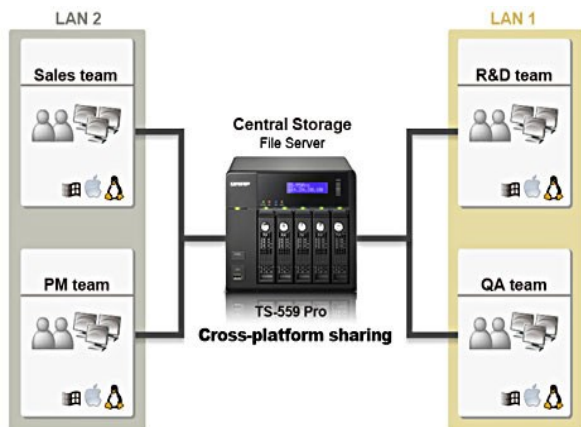 LAN 2
LAN 1
Sales team
R&D team
Central Storage
File Server
QNAP
PM team
QA team
TS-559 Pro
Cross-platform sharing